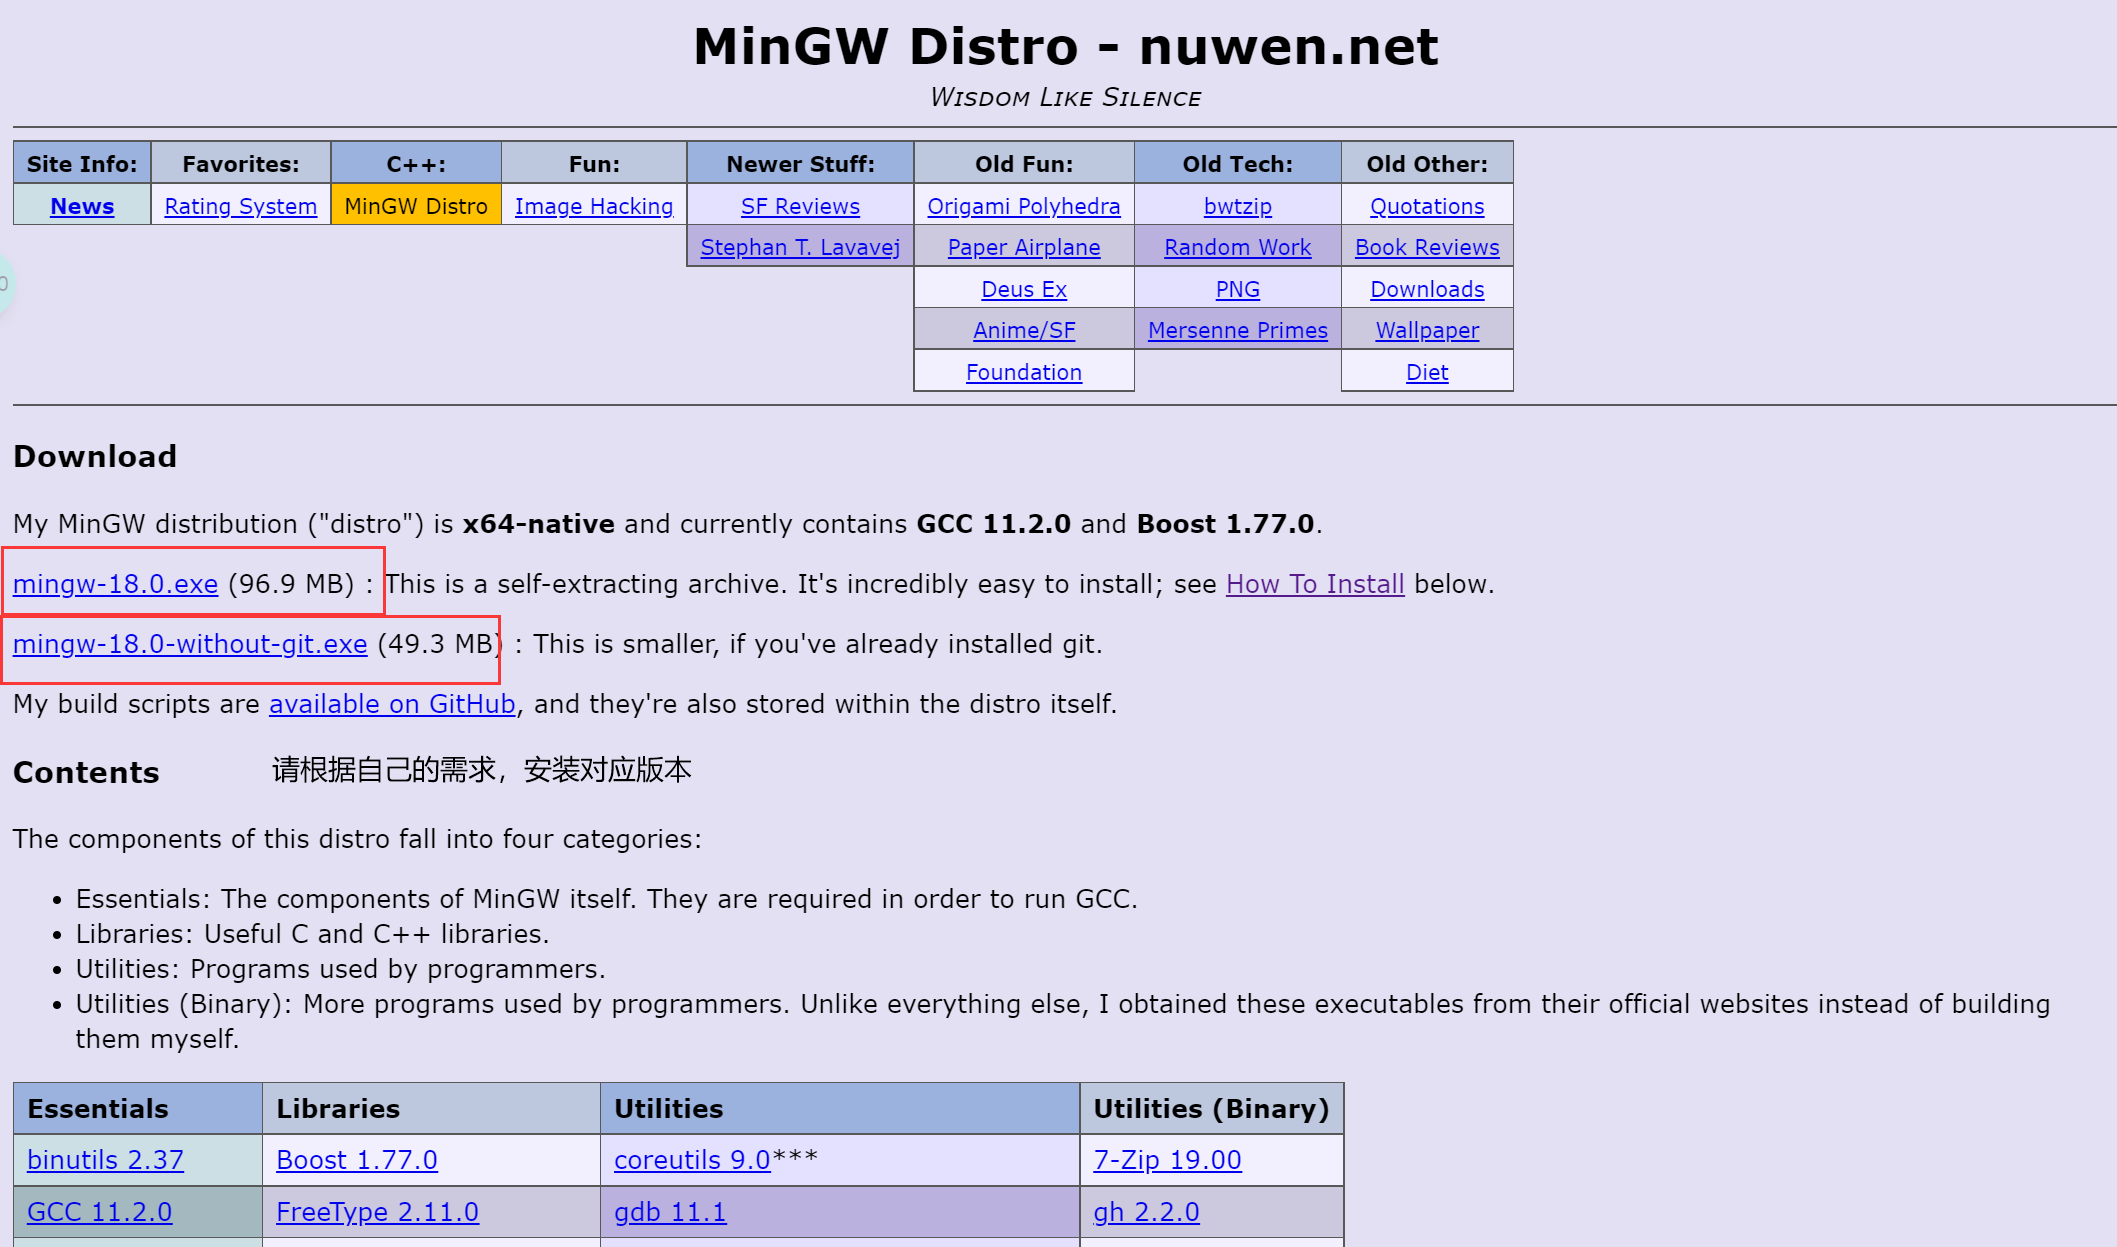 MinGW Distro - nuwen.net
Wisdom Like Silence
Site Info: Favorites: C++: Fun: Newer Stuff: Old Fun: Old Tech: Old Other:
News Rating System MinGW Distro Image Hacking SF Reviews Origami Polyhedra bwtzip Quotations
Stephan T. Lavavej Paper Airplane Random Work Book Reviews
Deus Ex PNG Downloads
0
Anime/SF Mersenne Primes Wallpaper
Foundation Diet
Download
My MinGW distribution ("distro") is x64-native and currently contains GCC 11.2.0 and Boost 1.77.0.
mingw-18.0.exe (96.9 MB) : This is a self-extracting archive. It's incredibly easy to install; see How To Install below.
mingw-18.0-without-git.exe (49.3 MB) : This is smaller, if you've already installed git.
My build scripts are available on GitHub, and they're also stored within the distro itself.
Contents 请根据自己的需求，安装对应版本
The components of this distro fall into four categories:
• Essentials: The components of MinGW itself. They are required in order to run GCC.
• Libraries: Useful C and C++ libraries.
• Utilities: Programs used by programmers.
• Utilities (Binary): More programs used by programmers. Unlike everything else, I obtained these executables from their official websites instead of building
them myself.
Essentials Libraries Utilities Utilities (Binary)
binutils 2.37 Boost 1.77.0 coreutils 9.0*** 7-Zip 19.00
GCC 11.2.0 FreeType 2.11.0 gdb 11.1 gh 2.2.0